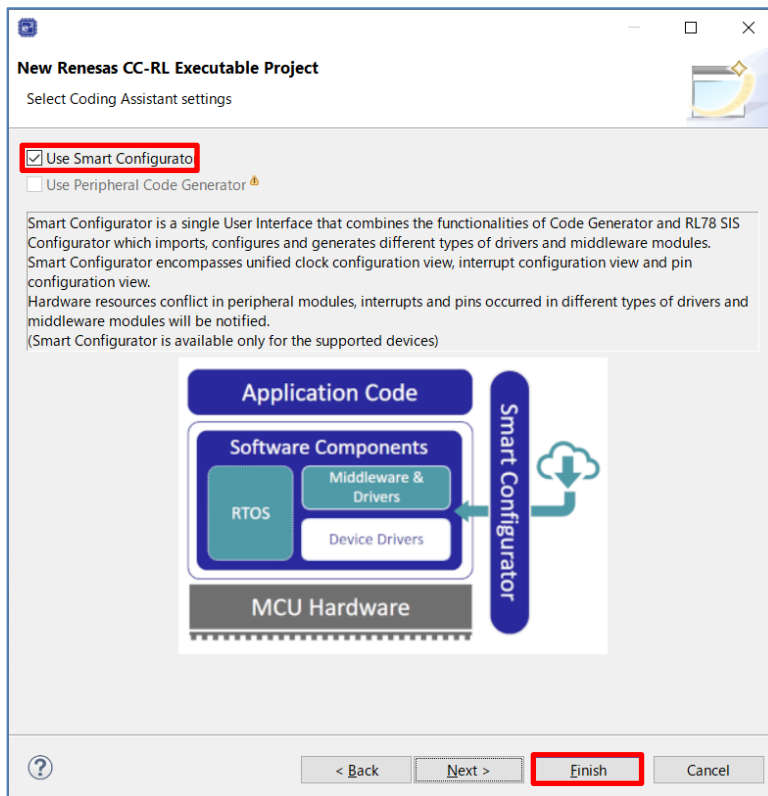 New Renesas CC-RL Executable Project
Select Coding Assistant settings
Use Smart Configurato
Use Peripheral Code Generator
Smart Configurator is a single User Interface that combines the functionalities of Code Generator and RL78 SIS
Configurator which imports, configures and generates different types of drivers and middleware modules.
Smart Configurator encompasses unified clock configuration view, interrupt configuration view and pin
configuration view.
Hardware resources conflict in peripheral modules, interrupts and pins occurred in different types of drivers and
middleware modules will be notified.
(Smart Configurator is available only for the supported devices)
Application Code
Software Components
RTOS
Middleware &
Drivers
Device Drivers
MCU Hardware
Smart Configurator
?
< Back
Next >
Finish
Cancel